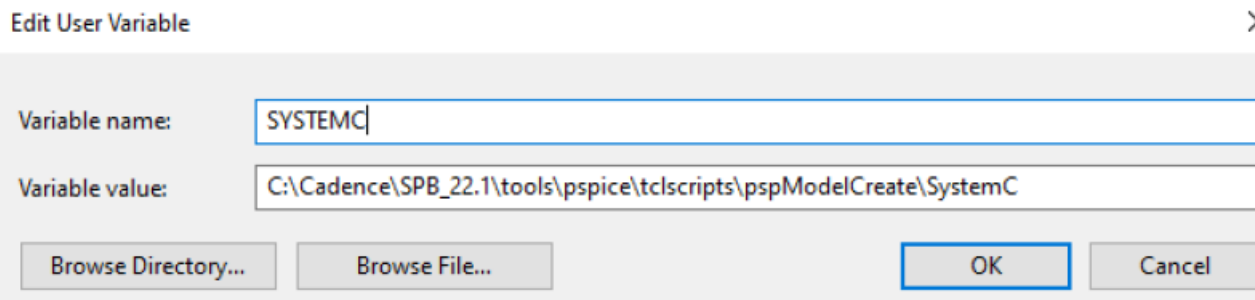 Edit User Variable
Variable name: SYSTEMC
Variable value: C:\Cadence\SPB_22.1\tools\pspice\tclscripts\pspModelCreate\SystemC
Browse Directory... Browse File... OK Cancel